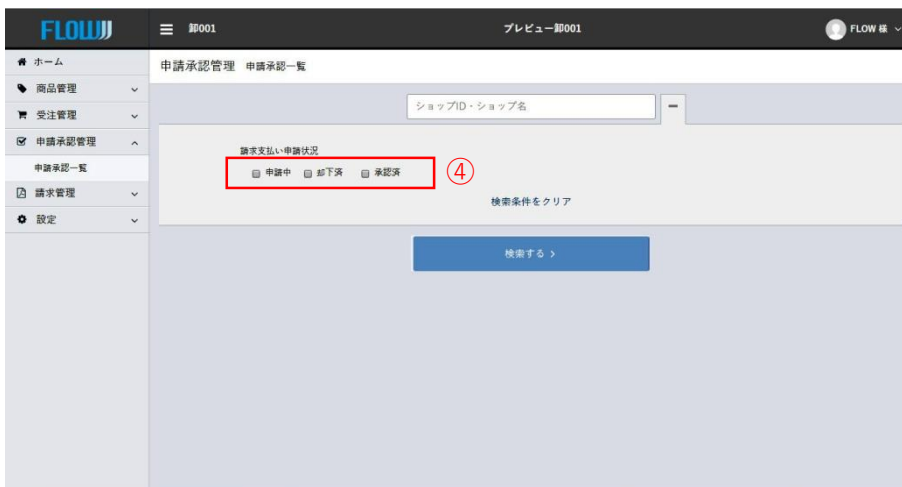 FLOW
卸001
プレビュー卸001
FLOW 様
ホーム
商品管理
受注管理
申請承認管理
申請承認一覧
請求管理
設定
申請承認管理 申請承認一覧
ショップID・ショップ名
請求支払い申請状況
申請中 却下済 承認済
④
検索条件をクリア
検索する